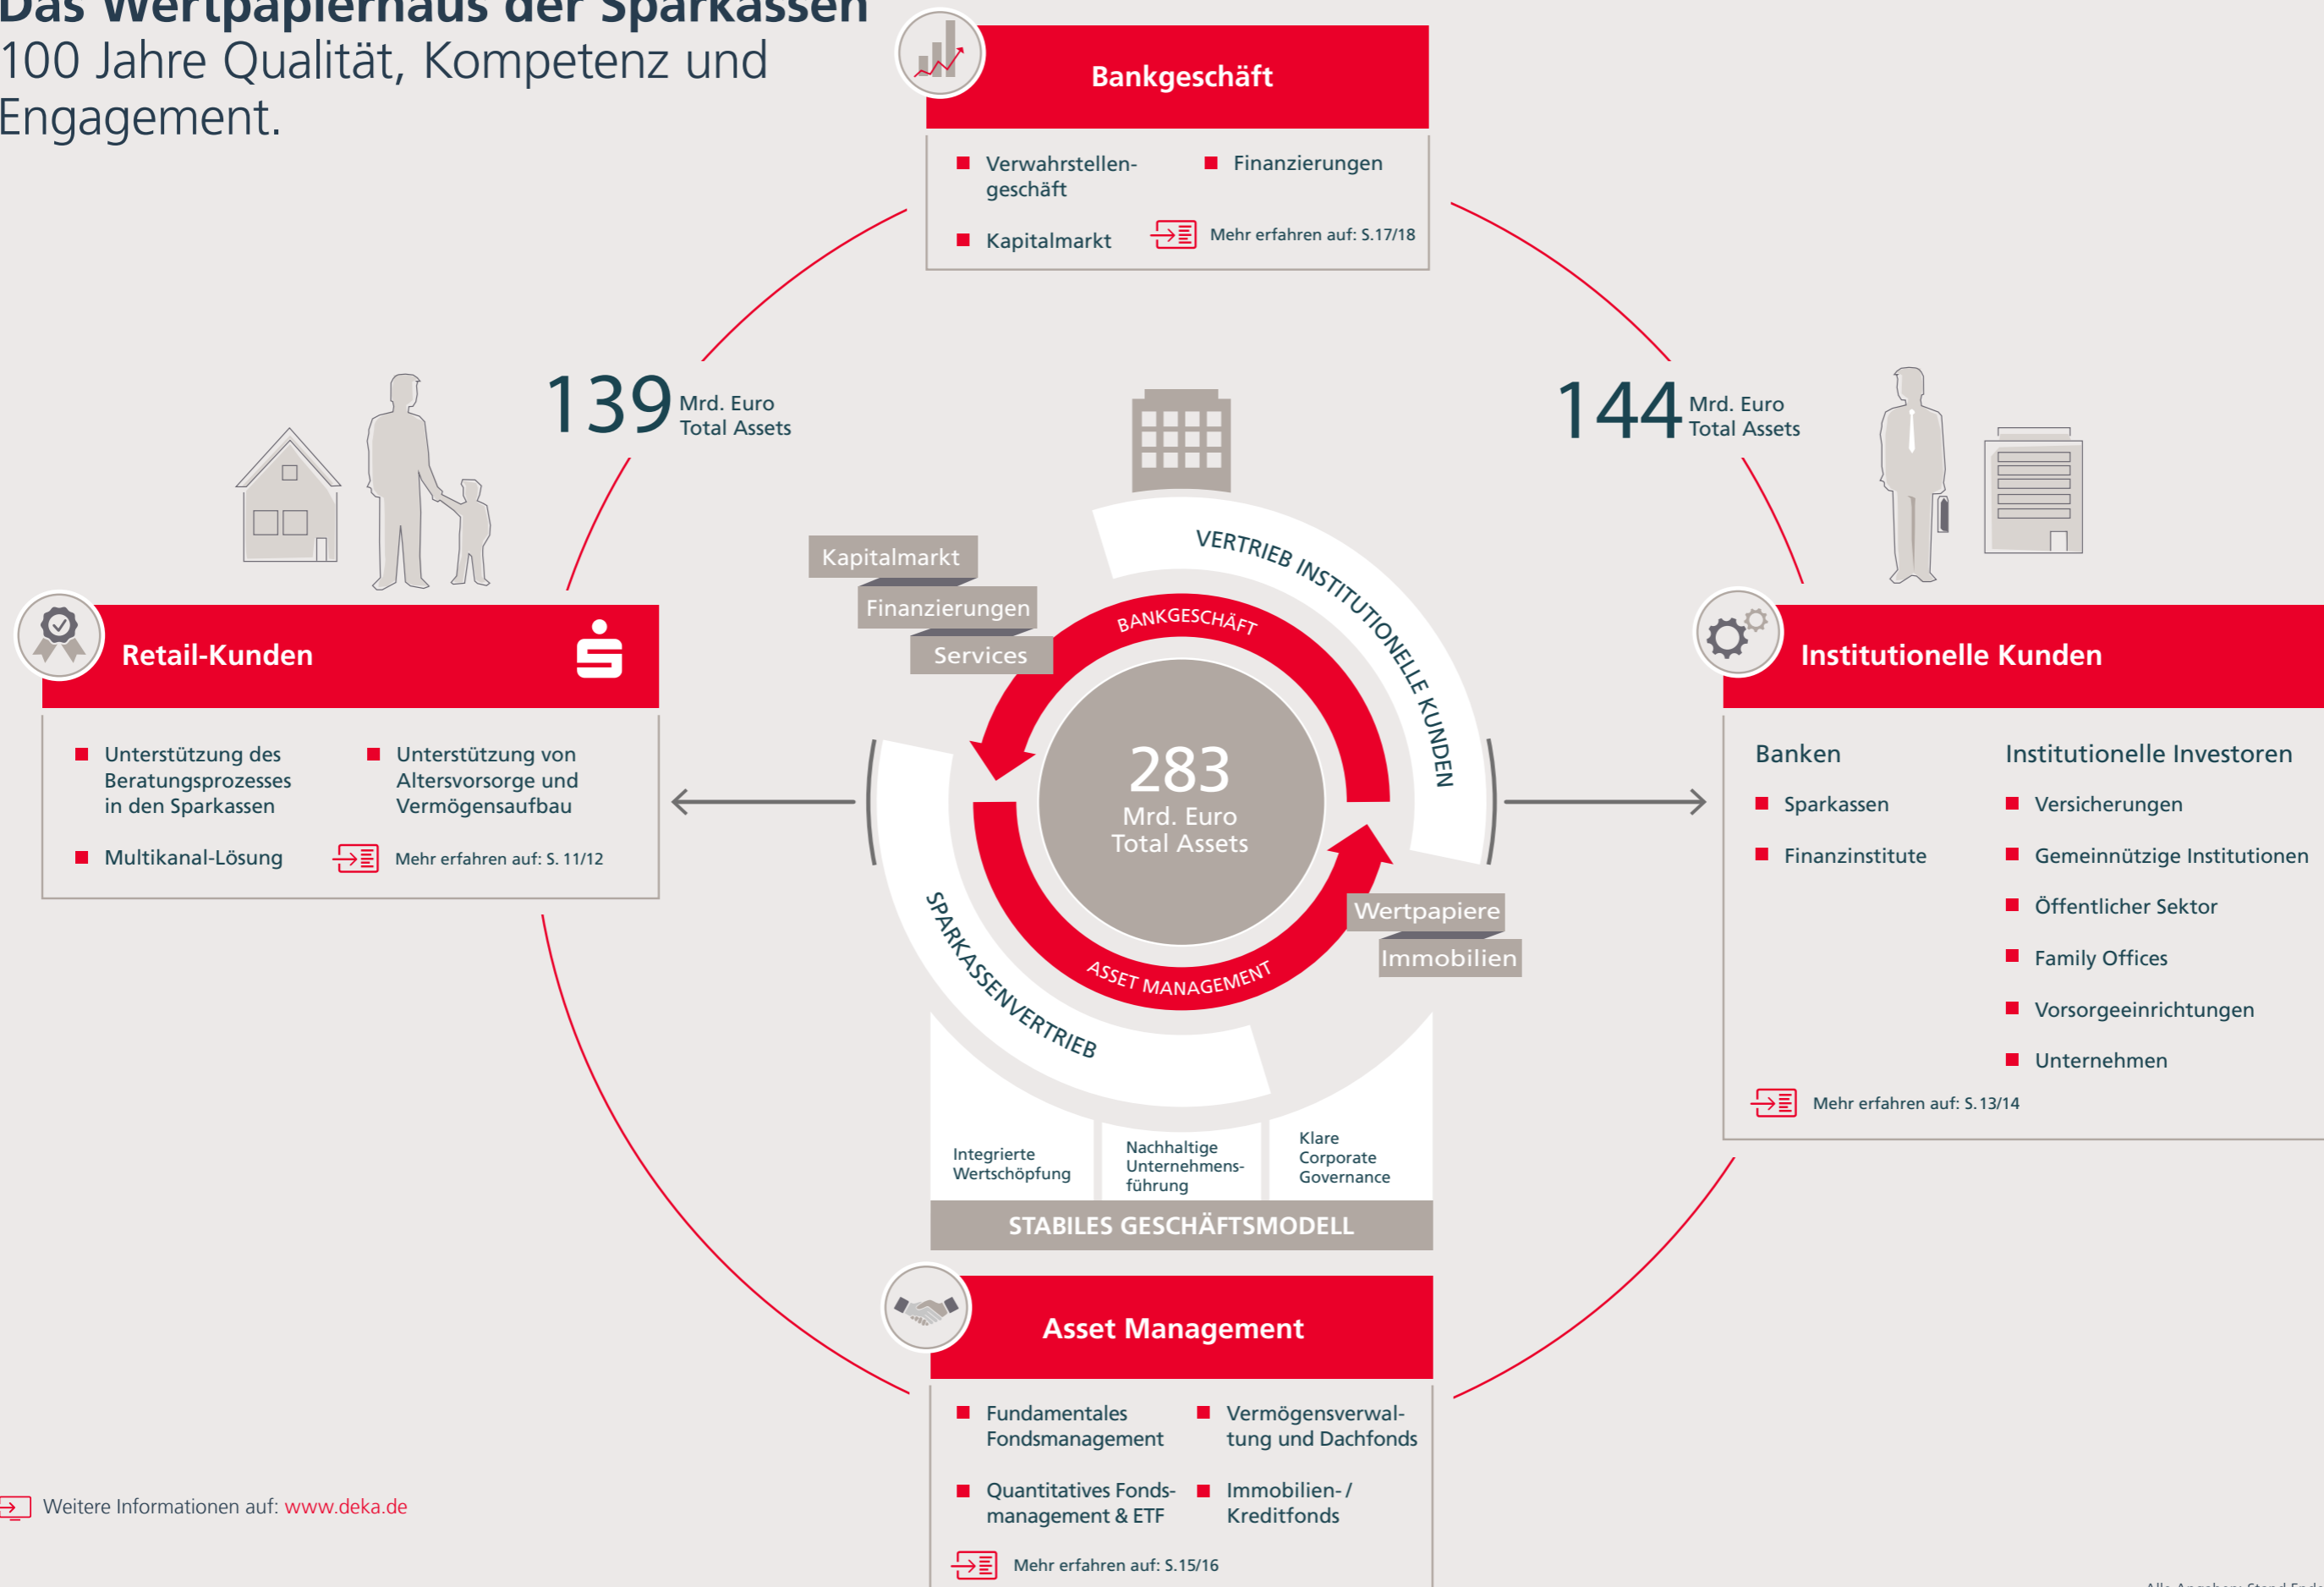 Das Wertpapierhaus der Sparkassen
100 Jahre Qualität, Kompetenz und
Engagement.
Bankgeschäft
Verwahrstellen-
geschäft
Kapitalmarkt
Finanzierungen
Mehr erfahren auf: S.17/18
139 Mrd. Euro
Total Assets
144 Mrd. Euro
Total Assets
Retail-Kunden
Unterstützung des
Beratungsprozesses
in den Sparkassen
Multikanal-Lösung
Unterstützung von
Altersvorsorge und
Vermögensaufbau
Mehr erfahren auf: S. 11/12
Kapitalmarkt
Finanzierungen
Services
VERTRIEB INSTITUTIONELLE KUNDEN
BANKGESCHÄFT
283
Mrd. Euro
Total Assets
ASSET MANAGEMENT
SPARKASSENVERTRIEB
Wertpapiere
Immobilien
Integrierte
Wertschöpfung
Nachhaltige
Unternehmens-
führung
Klare
Corporate
Governance
STABILES GESCHÄFTSMODELL
Institutionelle Kunden
Banken
Sparkassen
Finanzinstitute
Institutionelle Investoren
Versicherungen
Gemeinnützige Institutionen
Öffentlicher Sektor
Family Offices
Vorsorgeeinrichtungen
Unternehmen
Mehr erfahren auf: S.13/14
Asset Management
Fundamentales
Fondsmanagement
Quantitatives Fonds-
management & ETF
Vermögensverwal-
tung und Dachfonds
Immobilien- /
Kreditfonds
Mehr erfahren auf: S.15/16
Weitere Informationen auf: www.deka.de